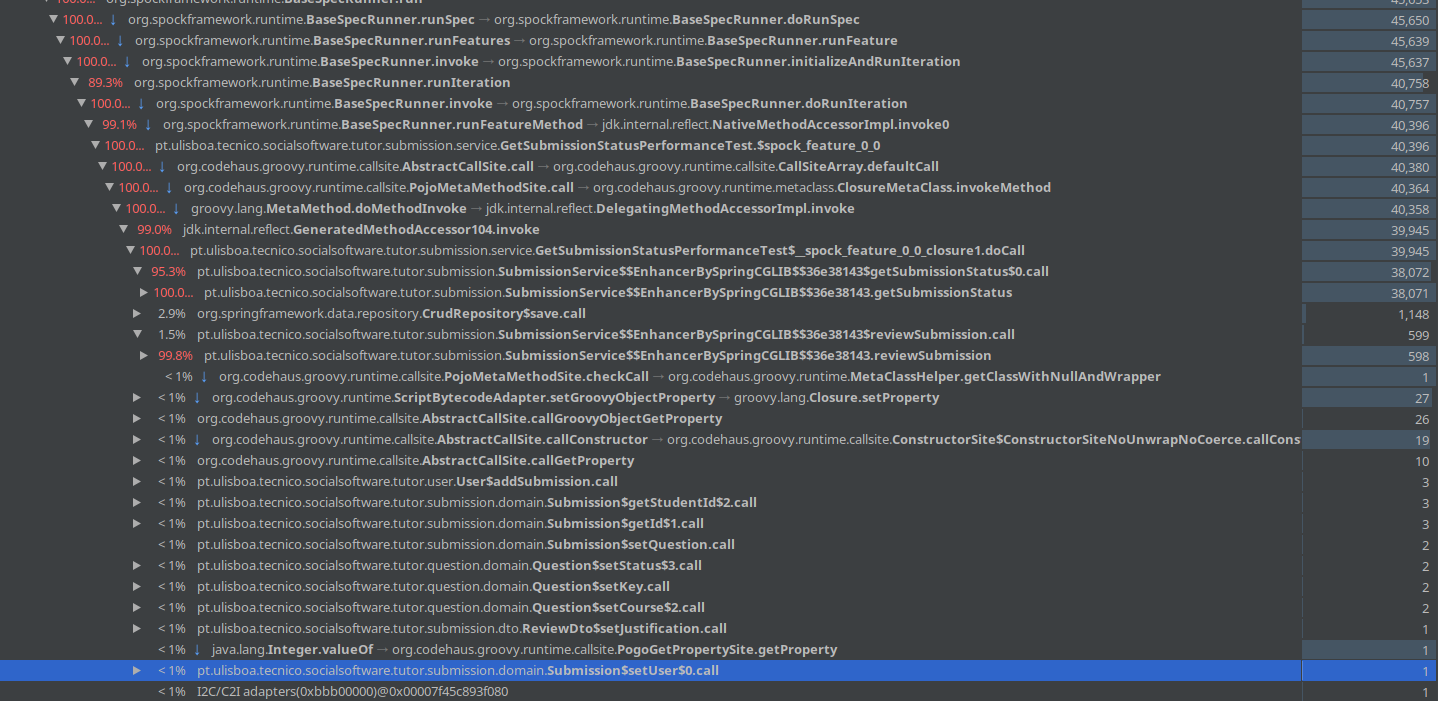 org.spockframework.runtime.BaseSpecRunner.run
▼ 100.0... ↓ org.spockframework.runtime.BaseSpecRunner.runSpec → org.spockframework.runtime.BaseSpecRunner.doRunSpec 45,650
▼ 100.0... ↓ org.spockframework.runtime.BaseSpecRunner.runFeatures → org.spockframework.runtime.BaseSpecRunner.runFeature 45,639
▼ 100.0... ↓ org.spockframework.runtime.BaseSpecRunner.invoke → org.spockframework.runtime.BaseSpecRunner.initializeAndRunIteration 45,637
▼ 89.3% org.spockframework.runtime.BaseSpecRunner.runIteration 40,758
▼ 100.0... ↓ org.spockframework.runtime.BaseSpecRunner.invoke → org.spockframework.runtime.BaseSpecRunner.doRunIteration 40,757
▼ 99.1% ↓ org.spockframework.runtime.BaseSpecRunner.runFeatureMethod → jdk.internal.reflect.NativeMethodAccessorImpl.invoke0 40,396
▼ 100.0... pt.ulisboa.tecnico.socialsoftware.tutor.submission.service.GetSubmissionStatusPerformanceTest.$spock_feature_0_0 40,396
▼ 100.0... ↓ org.codehaus.groovy.runtime.callsite.AbstractCallSite.call → org.codehaus.groovy.runtime.callsite.CallSiteArray.defaultCall 40,380
▼ 100.0... ↓ org.codehaus.groovy.runtime.callsite.PojoMetaMethodSite.call → org.codehaus.groovy.runtime.metaclass.ClosureMetaClass.invokeMethod 40,364
▼ 100.0... ↓ groovy.lang.MetaMethod.doMethodInvoke → jdk.internal.reflect.DelegatingMethodAccessorImpl.invoke 40,358
▼ 99.0% jdk.internal.reflect.GeneratedMethodAccessor104.invoke 39,945
▼ 100.0... pt.ulisboa.tecnico.socialsoftware.tutor.submission.service.GetSubmissionStatusPerformanceTest$__spock_feature_0_0_closure1.doCall 39,945
▼ 95.3% pt.ulisboa.tecnico.socialsoftware.tutor.submission.SubmissionService$$EnhancerBySpringCGLIB$$36e38143$getSubmissionStatus$0.call 38,072
▶ 100.0... pt.ulisboa.tecnico.socialsoftware.tutor.submission.SubmissionService$$EnhancerBySpringCGLIB$$36e38143.getSubmissionStatus 38,071
▶ 2.9% org.springframework.data.repository.CrudRepository$save.call 1,148
▼ 1.5% pt.ulisboa.tecnico.socialsoftware.tutor.submission.SubmissionService$$EnhancerBySpringCGLIB$$36e38143$reviewSubmission.call 599
▶ 99.8% pt.ulisboa.tecnico.socialsoftware.tutor.submission.SubmissionService$$EnhancerBySpringCGLIB$$36e38143.reviewSubmission 598
< 1% ↓ org.codehaus.groovy.runtime.callsite.PojoMetaMethodSite.checkCall → org.codehaus.groovy.runtime.MetaClassHelper.getClassWithNullAndWrapper 1
▶ < 1% ↓ org.codehaus.groovy.runtime.ScriptBytecodeAdapter.setGroovyObjectProperty → groovy.lang.Closure.setProperty 27
▶ < 1% org.codehaus.groovy.runtime.callsite.AbstractCallSite.callGroovyObjectGetProperty 26
▶ < 1% ↓ org.codehaus.groovy.runtime.callsite.AbstractCallSite.callConstructor → org.codehaus.groovy.runtime.callsite.ConstructorSite$ConstructorSiteNoUnwrapNoCoerce.callCons 19
▶ < 1% org.codehaus.groovy.runtime.callsite.AbstractCallSite.callGetProperty 10
▶ < 1% pt.ulisboa.tecnico.socialsoftware.tutor.user.User$addSubmission.call 3
▶ < 1% pt.ulisboa.tecnico.socialsoftware.tutor.submission.domain.Submission$getStudentId$2.call 3
▶ < 1% pt.ulisboa.tecnico.socialsoftware.tutor.submission.domain.Submission$getId$1.call 3
< 1% pt.ulisboa.tecnico.socialsoftware.tutor.submission.domain.Submission$setQuestion.call 2
▶ < 1% pt.ulisboa.tecnico.socialsoftware.tutor.question.domain.Question$setStatus$3.call 2
▶ < 1% pt.ulisboa.tecnico.socialsoftware.tutor.question.domain.Question$setKey.call 2
▶ < 1% pt.ulisboa.tecnico.socialsoftware.tutor.question.domain.Question$setCourse$2.call 2
▶ < 1% pt.ulisboa.tecnico.socialsoftware.tutor.submission.dto.ReviewDto$setJustification.call 1
< 1% ↓ java.lang.Integer.valueOf → org.codehaus.groovy.runtime.callsite.PogoGetPropertySite.getProperty 1
▶ < 1% pt.ulisboa.tecnico.socialsoftware.tutor.submission.domain.Submission$setUser$0.call 1
< 1% I2C/C2I adapters(0xbbb00000)@0x00007f45c893f080 1